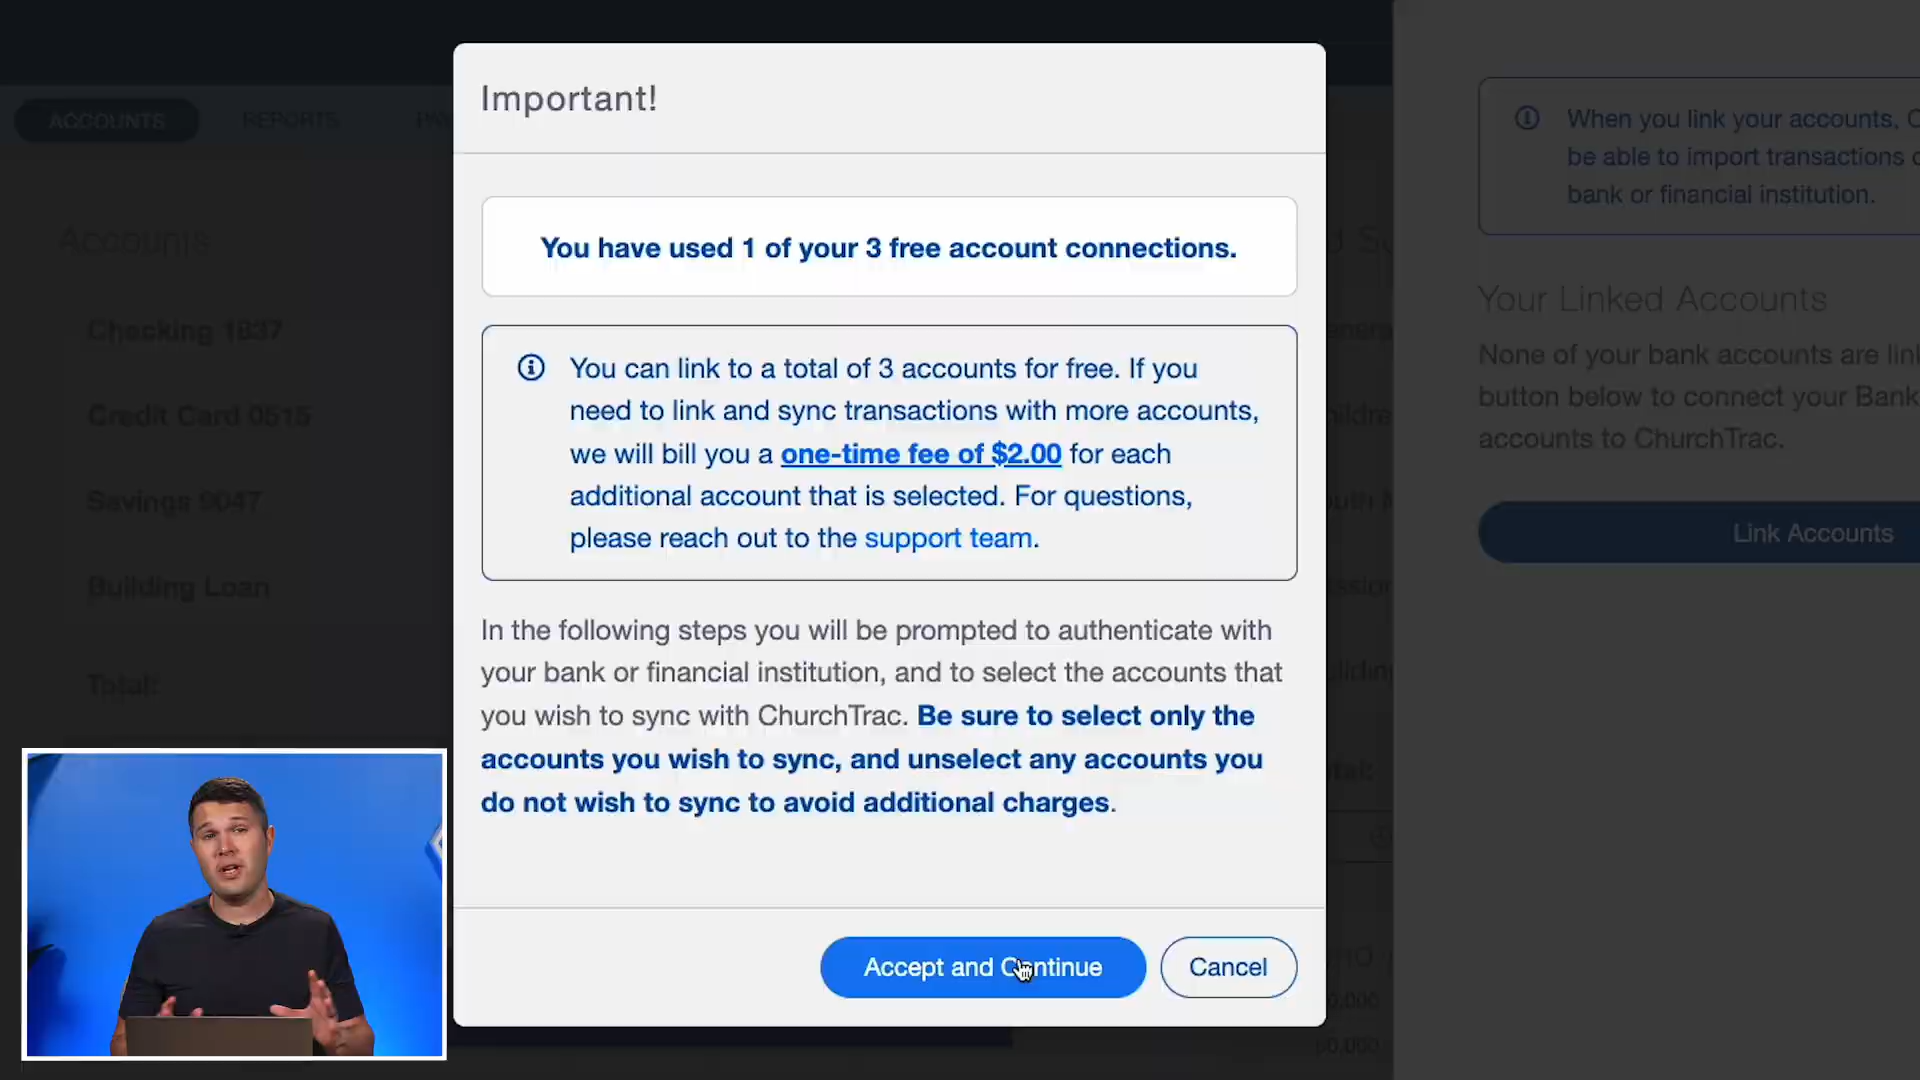 Important!
You have used 1 of your 3 free account connections.
You can link to a total of 3 accounts for free. If you
need to link and sync transactions with more accounts,
we will bill you a one-time fee of $2.00 for each
additional account that is selected. For questions,
please reach out to the support team.
In the following steps you will be prompted to authenticate with
your bank or financial institution, and to select the accounts that
you wish to sync with ChurchTrac. Be sure to select only the
accounts you wish to sync, and unselect any accounts you
do not wish to sync to avoid additional charges.
Accept and Continue
Cancel
ACCOUNTS
REPORTS
Accounts
Checking 1837
Credit Card 0515
Savings 9047
Building Loan
Total:
When you link your accounts,
be able to import transactions
bank or financial institution.
Your Linked Accounts
None of your bank accounts are
button below to connect your Bank
accounts to ChurchTrac.
Link Accounts